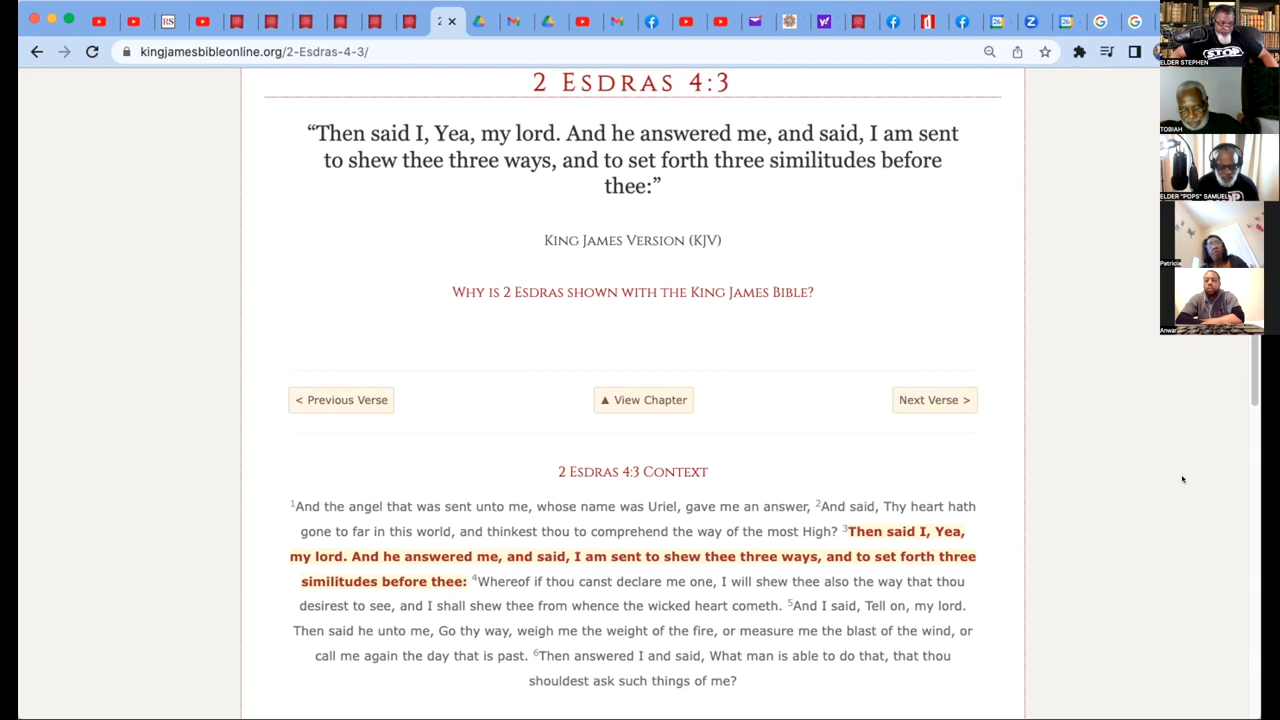 kingjamesbibleonline.org/2-Esdras-4-3/
2 Esdras 4:3
“Then said I, Yea, my lord. And he answered me, and said, I am sent
to shew thee three ways, and to set forth three similitudes before
thee:”
King James Version (KJV)
Why is 2 Esdras shown with the King James Bible?
< Previous Verse
▲ View Chapter
Next Verse >
2 Esdras 4:3 Context
1And the angel that was sent unto me, whose name was Uriel, gave me an answer, 2And said, Thy heart hath
gone to far in this world, and thinkest thou to comprehend the way of the most High? 3Then said I, Yea,
my lord. And he answered me, and said, I am sent to shew thee three ways, and to set forth three
similitudes before thee: 4Whereof if thou canst declare me one, I will shew thee also the way that thou
desirest to see, and I shall shew thee from whence the wicked heart cometh. 5And I said, Tell on, my lord.
Then said he unto me, Go thy way, weigh me the weight of the fire, or measure me the blast of the wind, or
call me again the day that is past. 6Then answered I and said, What man is able to do that, that thou
shouldest ask such things of me?
STOP
ELDER STEPHEN
TOBIAH
ELDER "POPS" SAMUEL
Patricia
Anwar